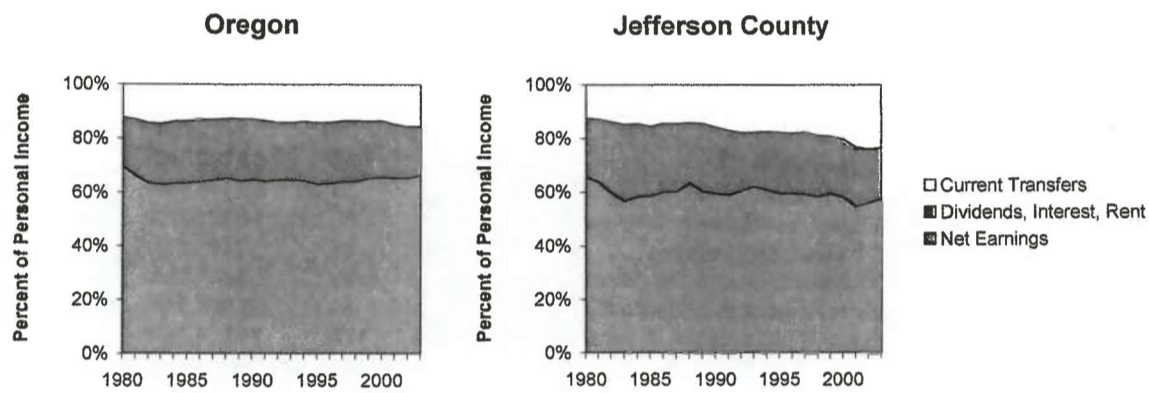 Oregon
Jefferson County
Percent of Personal Income
100%
80%
60%
40%
20%
0%
1980 1985 1990 1995 2000
Percent of Personal Income
100%
80%
60%
40%
20%
0%
1980 1985 1990 1995 2000
Current Transfers
Dividends, Interest, Rent
Net Earnings